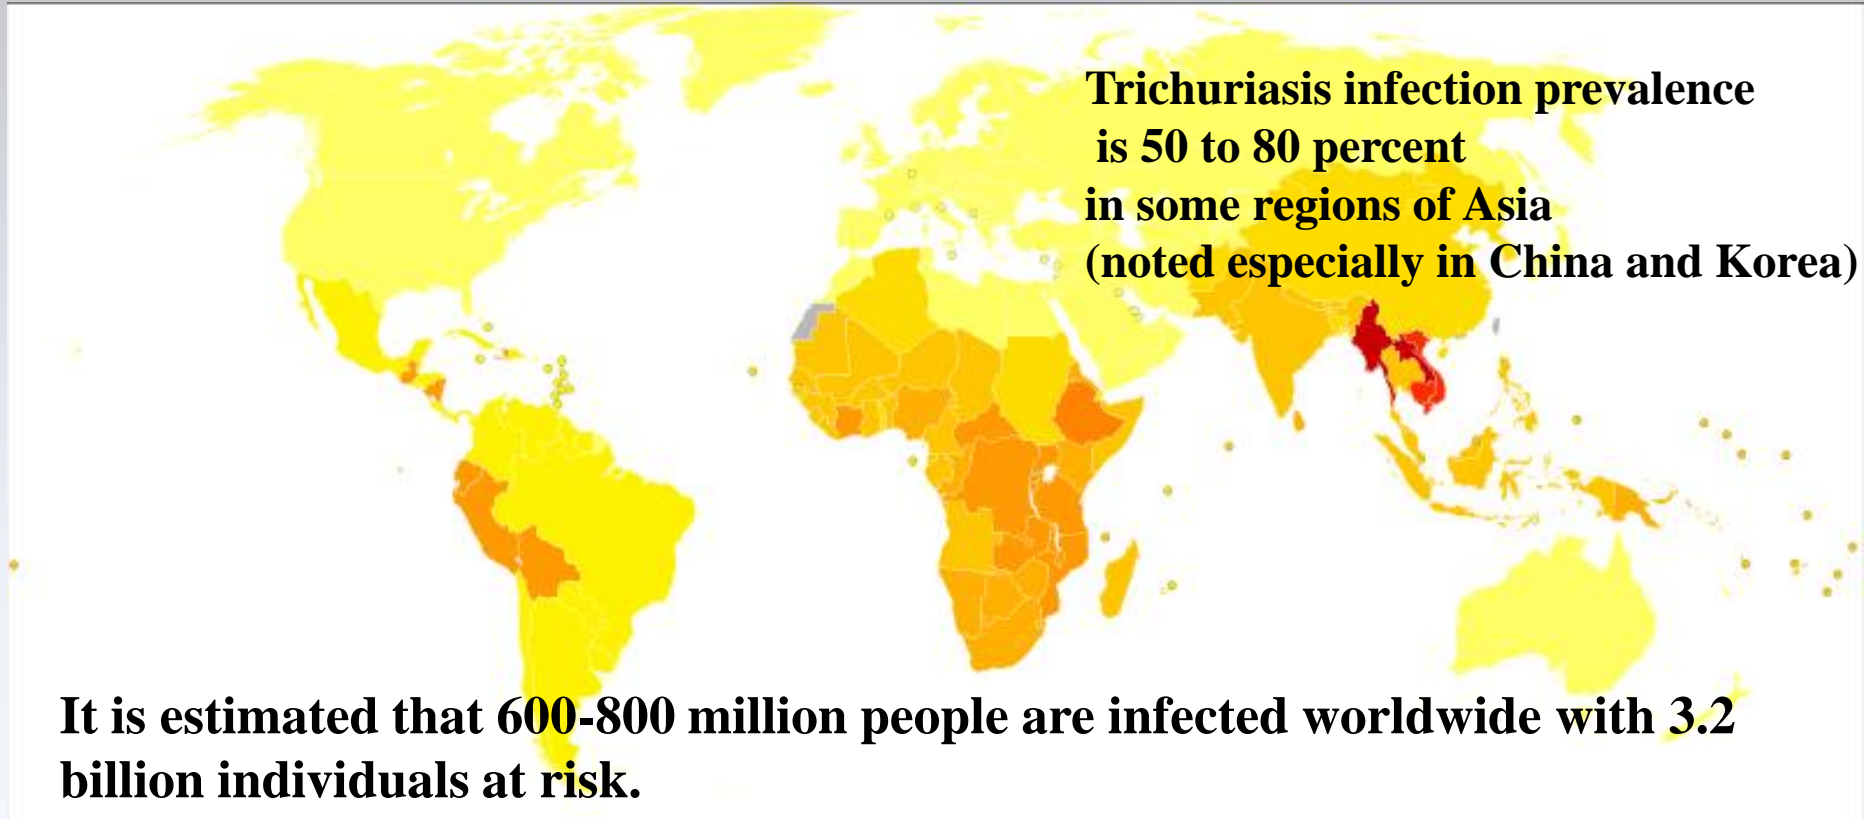 Trichuriasis infection prevalence
is 50 to 80 percent
in some regions of Asia
(noted especially in China and Korea)
It is estimated that 600-800 million people are infected worldwide with 3.2
billion individuals at risk.